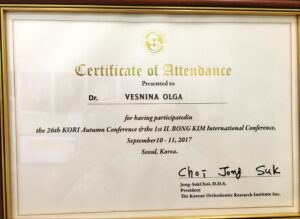 Certificate of Attendance
Presented to
Dr. VESNINA OLGA
for having participatedin
the 26th KORI Autumn Conference & the 1st IL BONG KIM International Conference,
September10 - 11, 2017
Seoul, Korea.
Choi Jong Suk
Jong-SukChoi, D.D.S.
President
The Korean Orthodontic Research Institute Inc.